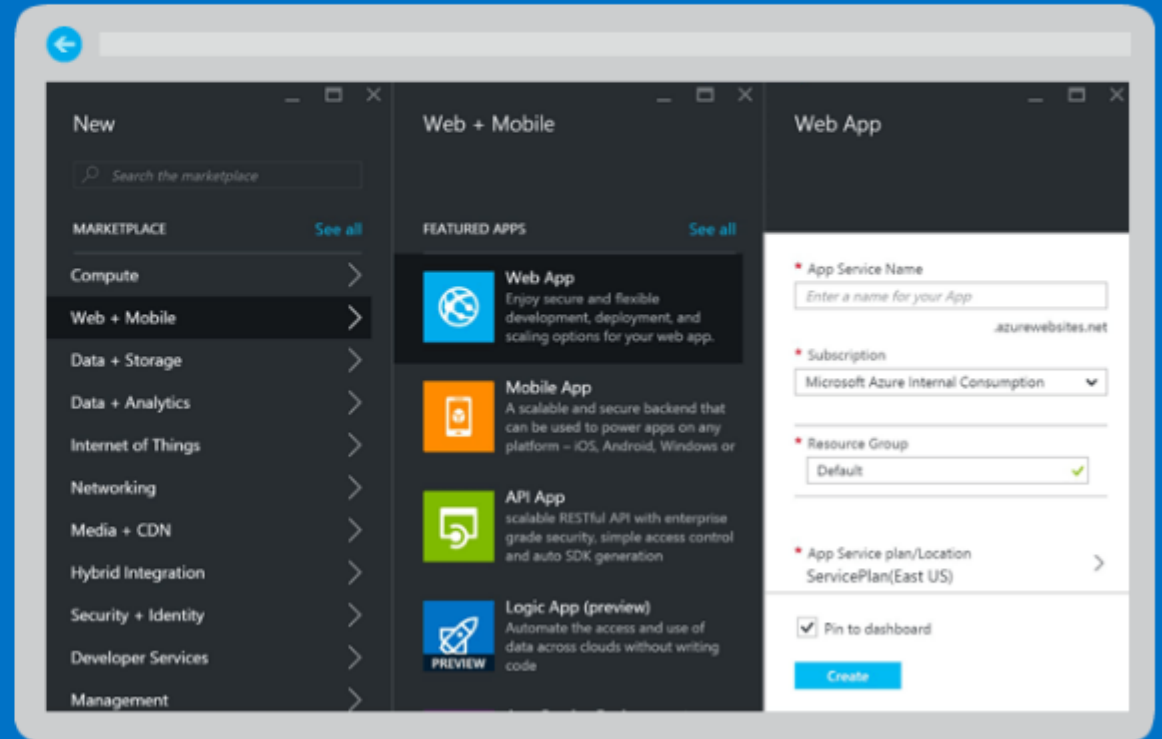 New
Search the marketplace
MARKETPLACE See all
Compute
Web + Mobile
Data + Storage
Data + Analytics
Internet of Things
Networking
Media + CDN
Hybrid Integration
Security + Identity
Developer Services
Management
Web + Mobile
FEATURED APPS See all
Web App
Enjoy secure and flexible
development, deployment, and
scaling options for your web app.
Mobile App
A scalable and secure backend that
can be used to power apps on any
platform – iOS, Android, Windows or
API App
scalable RESTful API with enterprise
grade security, simple access control
and auto SDK generation
Logic App (preview)
Automate the access and use of
data across clouds without writing
code
PREVIEW
Web App
* App Service Name
Enter a name for your App
.azurewebsites.net
* Subscription
Microsoft Azure Internal Consumption
* Resource Group
Default
* App Service plan/Location
ServicePlan(East US)
Pin to dashboard
Create